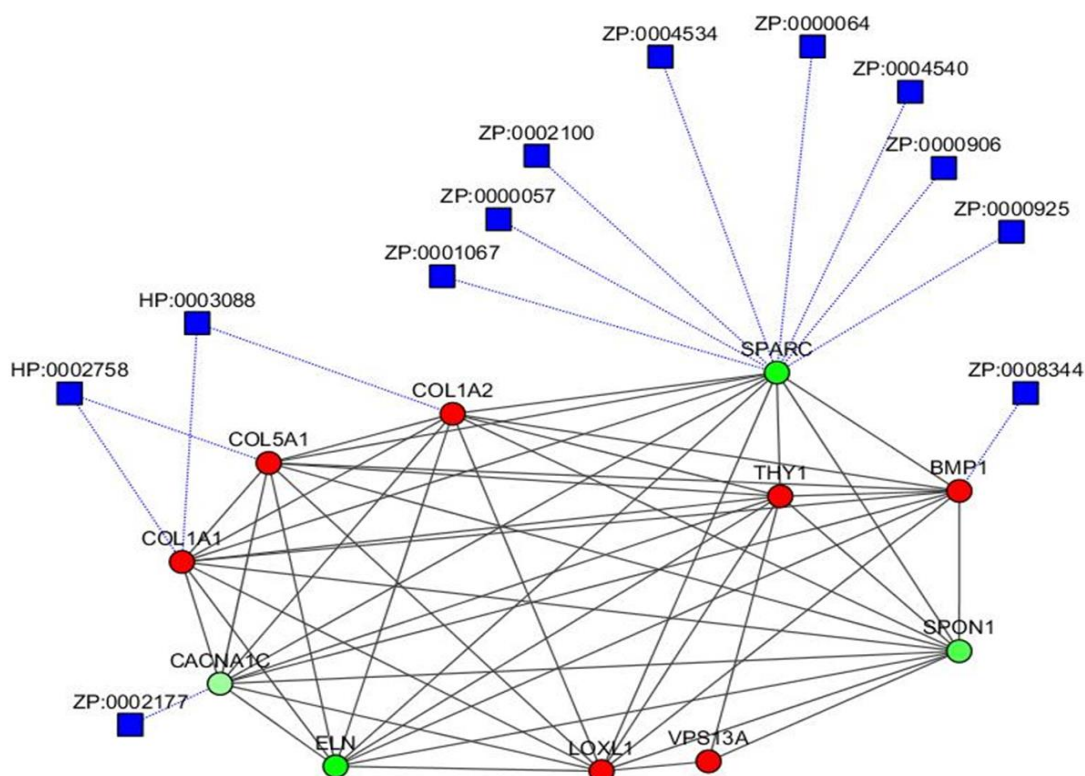 ZP:0000064
ZP:0004534
ZP:0004540
ZP:0002100
ZP:0000906
ZP:0000057
ZP:0000925
ZP:0001067
HP:0003088
SPARC
HP:0002758
ZP:0008344
COL1A2
COL5A1
THY1
BMP1
COL1A1
SPON1
CACNA1C
ZP:0002177
ELN
LOXL1
VPS13A